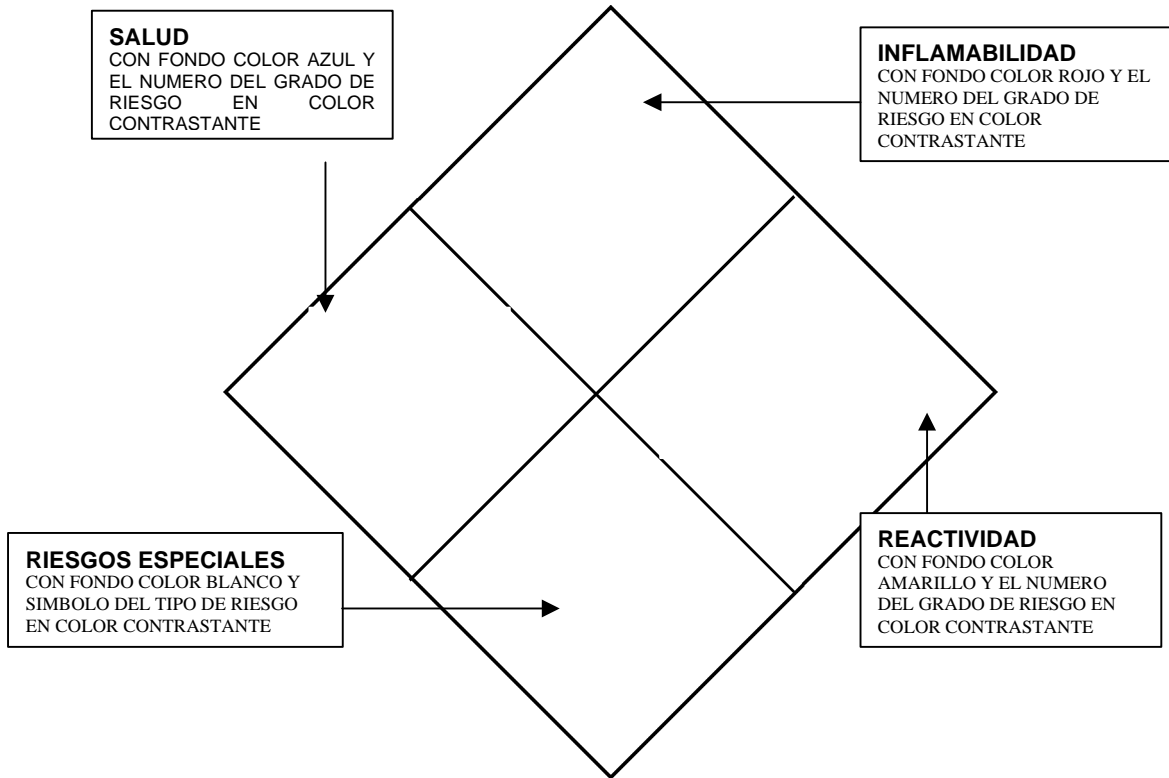 SALUD
CON FONDO COLOR AZUL Y
EL NUMERO DEL GRADO DE
RIESGO EN COLOR
CONTRASTANTE
INFLAMABILIDAD
CON FONDO COLOR ROJO Y EL
NUMERO DEL GRADO DE
RIESGO EN COLOR
CONTRASTANTE
RIESGOS ESPECIALES
CON FONDO COLOR BLANCO Y
SIMBOLO DEL TIPO DE RIESGO
EN COLOR CONTRASTANTE
REACTIVIDAD
CON FONDO COLOR
AMARILLO Y EL NUMERO
DEL GRADO DE RIESGO EN
COLOR CONTRASTANTE